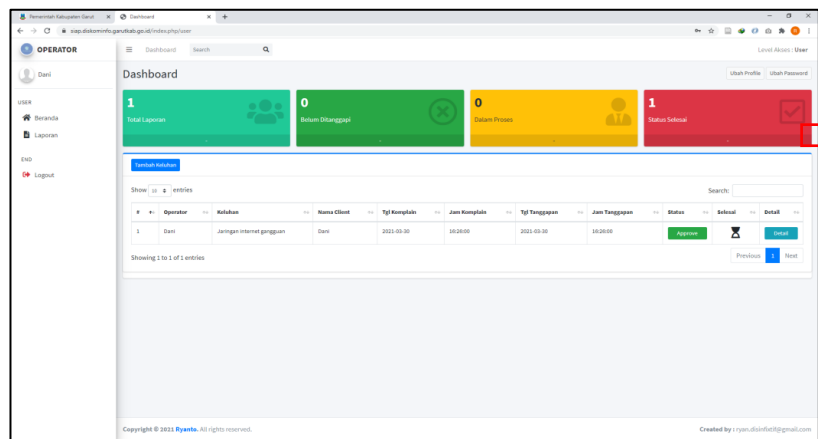 Pemerintah Kabupaten Garut
Dashboard
siap.diskominfo.garutkab.go.id/index.php/user
OPERATOR
Dashboard
Search
Level Akses : User
Dani
Dashboard
Ubah Profile
Ubah Password
USER
Beranda
Laporan
END
Logout
1
Total Laporan
0
Belum Ditanggapi
0
Dalam Proses
1
Status Selesai
Tambah Keluhan
Show 10 entries
Search:
# Operator Keluhan Nama Client Tgl Komplain Jam Komplain Tgl Tanggapan Jam Tanggapan Status Selesai Detail
1 Dani Jaringan internet gangguan Dani 2021-03-30 10:20:00 2021-03-30 10:20:00 Approve Detail
Showing 1 to 1 of 1 entries
Previous 1 Next
Copyright © 2021 Ryanto. All rights reserved.
Created by : ryan.disinfixtif@gmail.com